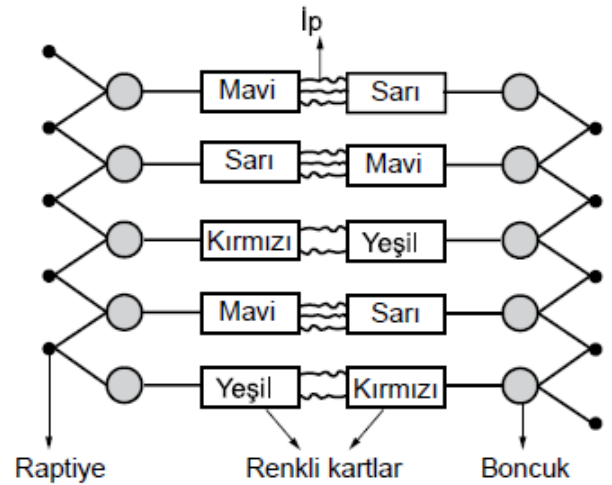 İp
Mavi Sarı
Sarı Mavi
Kırmızı Yeşil
Mavi Sarı
Yeşil Kırmızı
Raptiye Renkli kartlar Boncuk